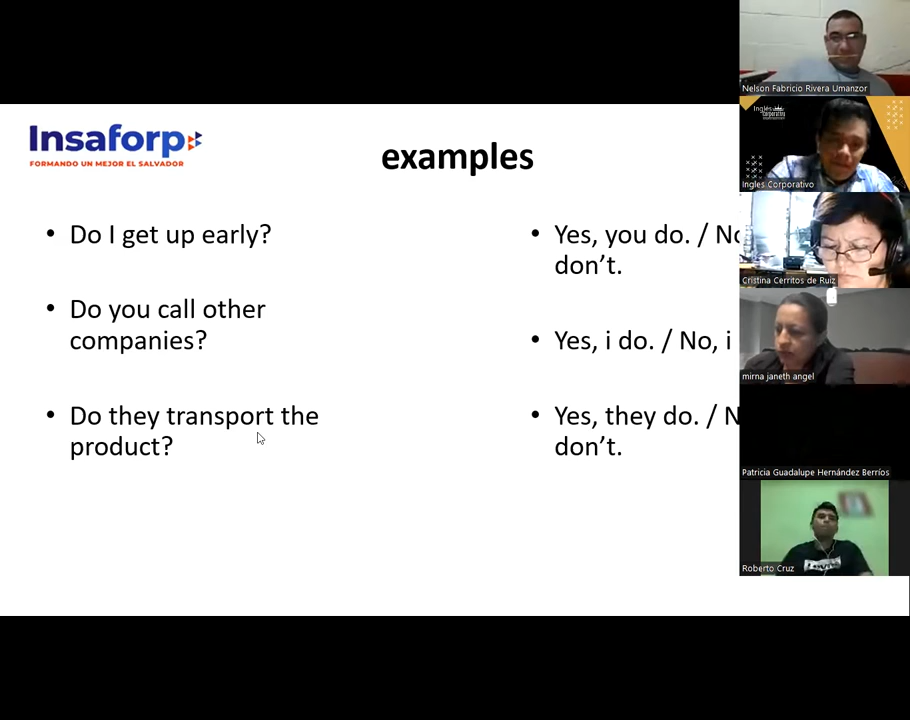 Insaforp
FORMANDO UN MEJOR EL SALVADOR
examples
• Do I get up early?
• Do you call other
companies?
• Do they transport the
product?
• Yes, you do. / No
don't.
• Yes, i do. / No, i
• Yes, they do. / N
don't.
Nelson Fabricio Rivera Umanzor
Inglés
Corporativo
Ingles Corporativo
Cristina Cerritos de Ruiz
mirna janeth angel
Patricia Guadalupe Hernández Berríos
Roberto Cruz